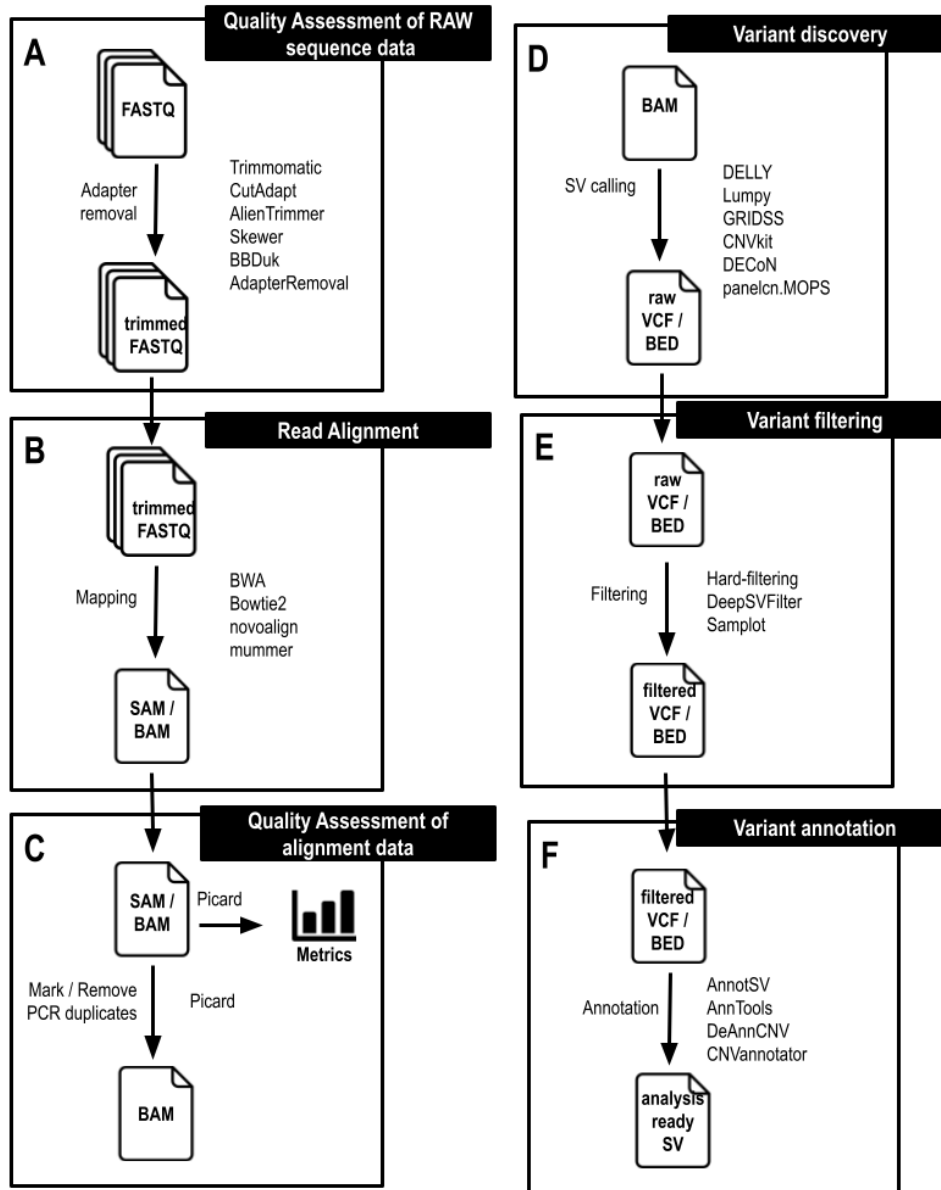 Quality Assessment of RAW
sequence data
A
FASTQ
Adapter
removal
Trimmomatic
CutAdapt
AlienTrimmer
Skewer
BBDuk
AdapterRemoval
trimmed
FASTQ
Read Alignment
B
trimmed
FASTQ
Mapping
BWA
Bowtie2
novoalign
mummer
SAM /
BAM
Quality Assessment of
alignment data
C
SAM /
BAM
Picard
Metrics
Mark / Remove
PCR duplicates
Picard
BAM
Variant discovery
D
BAM
SV calling
DELLY
Lumpy
GRIDSS
CNVkit
DECoN
panelcn.MOPS
raw
VCF /
BED
Variant filtering
E
raw
VCF /
BED
Filtering
Hard-filtering
DeepSVFilter
Samplot
filtered
VCF /
BED
Variant annotation
F
filtered
VCF /
BED
Annotation
AnnotSV
AnnTools
DeAnnCNV
CNVannotator
analysis
ready
SV